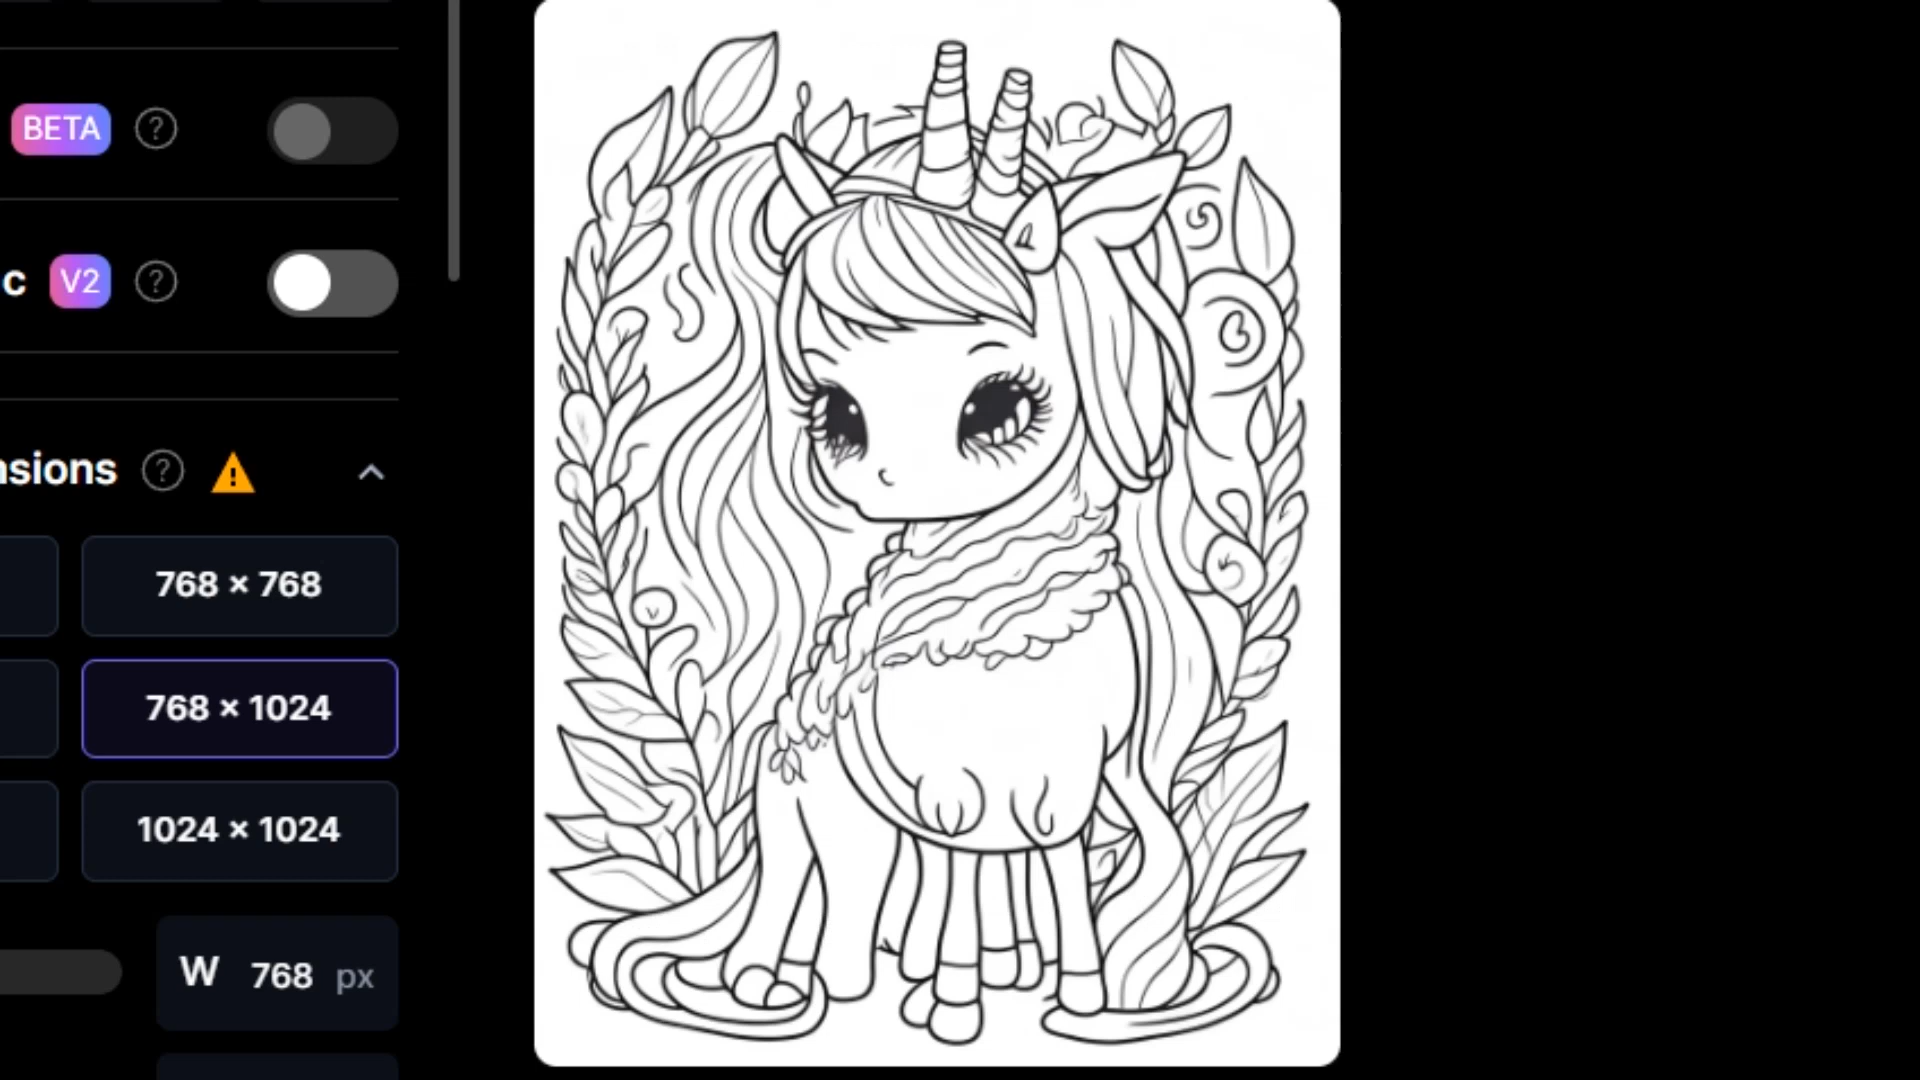 BETA ?
c V2 ?
nsions ?
768 × 768
768 × 1024
1024 × 1024
W 768 px